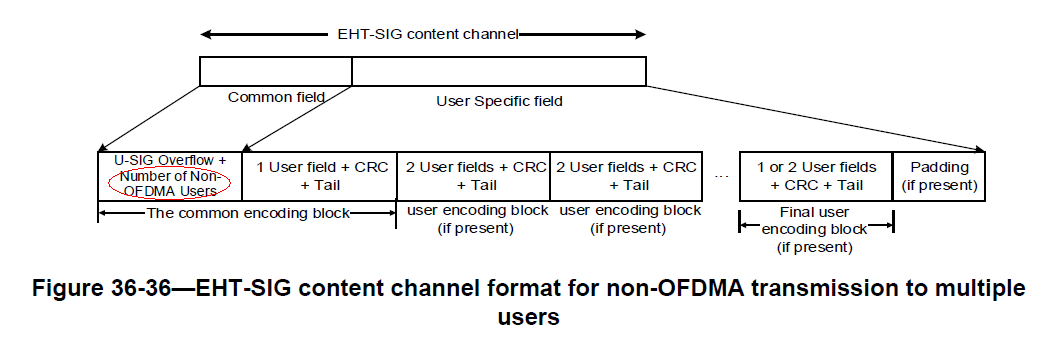 EHT-SIG content channel
Common field
User Specific field
U-SIG Overflow +
Number of Non-
OFDMA Users
1 User field + CRC
+ Tail
2 User fields + CRC
+ Tail
2 User fields + CRC
+ Tail
...
1 or 2 User fields
+ CRC + Tail
Padding
(if present)
The common encoding block
user encoding block
(if present)
user encoding block
(if present)
Final user
encoding block
(if present)
Figure 36-36—EHT-SIG content channel format for non-OFDMA transmission to multiple
users